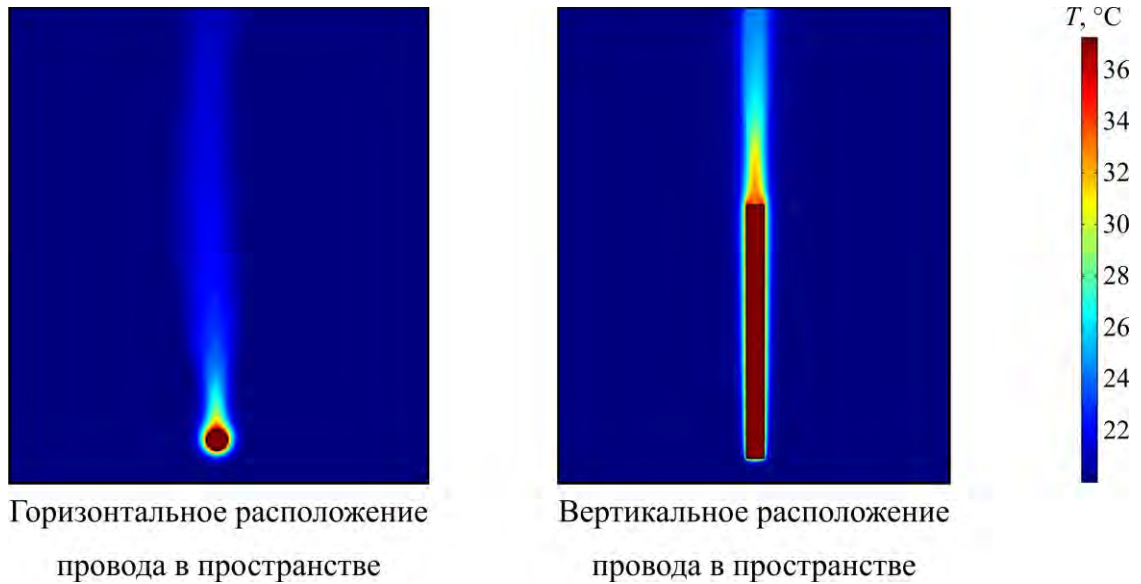 T, °C
36
34
32
30
28
26
24
22
Горизонтальное расположение
провода в пространстве
Вертикальное расположение
провода в пространстве